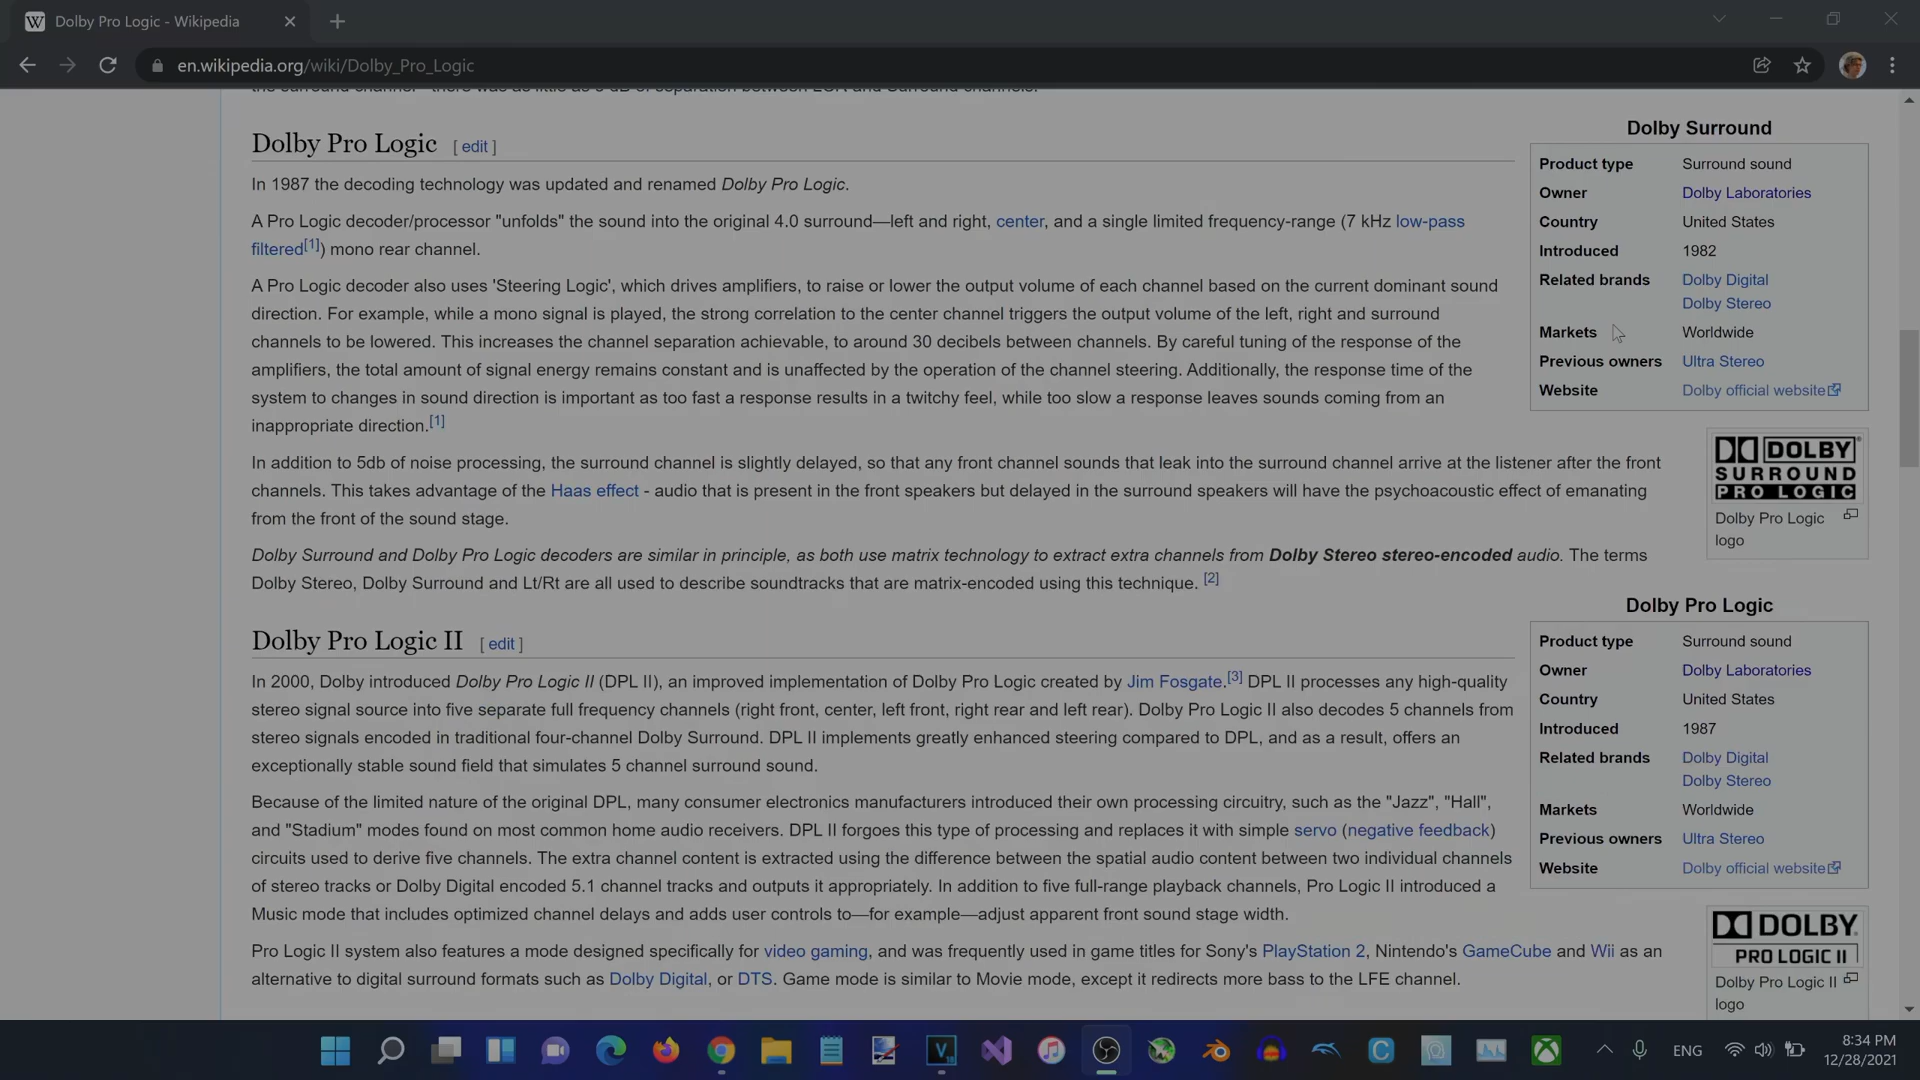 Dolby Pro Logic - Wikipedia
en.wikipedia.org/wiki/Dolby_Pro_Logic
the surround channel - there was as little as 3 dB of separation between LCR and Surround channels.
Dolby Pro Logic [ edit ]
In 1987 the decoding technology was updated and renamed Dolby Pro Logic.
A Pro Logic decoder/processor "unfolds" the sound into the original 4.0 surround—left and right, center, and a single limited frequency-range (7 kHz low-pass
filtered[1]) mono rear channel.
A Pro Logic decoder also uses 'Steering Logic', which drives amplifiers, to raise or lower the output volume of each channel based on the current dominant sound
direction. For example, while a mono signal is played, the strong correlation to the center channel triggers the output volume of the left, right and surround
channels to be lowered. This increases the channel separation achievable, to around 30 decibels between channels. By careful tuning of the response of the
amplifiers, the total amount of signal energy remains constant and is unaffected by the operation of the channel steering. Additionally, the response time of the
system to changes in sound direction is important as too fast a response results in a twitchy feel, while too slow a response leaves sounds coming from an
inappropriate direction.[1]
In addition to 5db of noise processing, the surround channel is slightly delayed, so that any front channel sounds that leak into the surround channel arrive at the listener after the front
channels. This takes advantage of the Haas effect - audio that is present in the front speakers but delayed in the surround speakers will have the psychoacoustic effect of emanating
from the front of the sound stage.
Dolby Surround and Dolby Pro Logic decoders are similar in principle, as both use matrix technology to extract extra channels from Dolby Stereo stereo-encoded audio. The terms
Dolby Stereo, Dolby Surround and Lt/Rt are all used to describe soundtracks that are matrix-encoded using this technique. [2]
Dolby Pro Logic II [ edit ]
In 2000, Dolby introduced Dolby Pro Logic II (DPL II), an improved implementation of Dolby Pro Logic created by Jim Fosgate.[3] DPL II processes any high-quality
stereo signal source into five separate full frequency channels (right front, center, left front, right rear and left rear). Dolby Pro Logic II also decodes 5 channels from
stereo signals encoded in traditional four-channel Dolby Surround. DPL II implements greatly enhanced steering compared to DPL, and as a result, offers an
exceptionally stable sound field that simulates 5 channel surround sound.
Because of the limited nature of the original DPL, many consumer electronics manufacturers introduced their own processing circuitry, such as the "Jazz", "Hall",
and "Stadium" modes found on most common home audio receivers. DPL II forgoes this type of processing and replaces it with simple servo (negative feedback)
circuits used to derive five channels. The extra channel content is extracted using the difference between the spatial audio content between two individual channels
of stereo tracks or Dolby Digital encoded 5.1 channel tracks and outputs it appropriately. In addition to five full-range playback channels, Pro Logic II introduced a
Music mode that includes optimized channel delays and adds user controls to—for example—adjust apparent front sound stage width.
Pro Logic II system also features a mode designed specifically for video gaming, and was frequently used in game titles for Sony's PlayStation 2, Nintendo's GameCube and Wii as an
alternative to digital surround formats such as Dolby Digital, or DTS. Game mode is similar to Movie mode, except it redirects more bass to the LFE channel.
Dolby Surround
Product type Surround sound
Owner Dolby Laboratories
Country United States
Introduced 1982
Related brands Dolby Digital
Dolby Stereo
Markets Worldwide
Previous owners Ultra Stereo
Website Dolby official website
DOLBY
SURROUND
PRO LOGIC
Dolby Pro Logic
logo
Dolby Pro Logic
Product type Surround sound
Owner Dolby Laboratories
Country United States
Introduced 1987
Related brands Dolby Digital
Dolby Stereo
Markets Worldwide
Previous owners Ultra Stereo
Website Dolby official website
DOLBY
PRO LOGIC II
Dolby Pro Logic II
logo
ENG
8:34 PM
12/28/2021